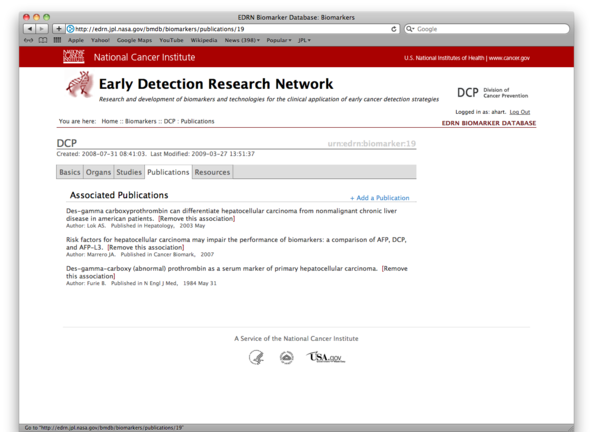 EDRN Biomarker Database: Biomarkers
http://edrn.jpl.nasa.gov/bmdb/biomarkers/publications/19
Google
Apple Yahoo! Google Maps YouTube Wikipedia News (398) Popular JPL
NATIONAL CANCER INSTITUTE
National Cancer Institute
U.S. National Institutes of Health | www.cancer.gov
Early Detection Research Network
Research and development of biomarkers and technologies for the clinical application of early cancer detection strategies
DCP Division of
Cancer Prevention
Logged in as: ahart. Log Out
You are here: Home :: Biomarkers :: DCP : Publications
EDRN BIOMARKER DATABASE
DCP
urn:edrn:biomarker:19
Created: 2008-07-31 08:41:03. Last Modified: 2009-03-27 13:51:37
Basics Organs Studies Publications Resources
Associated Publications
+ Add a Publication
Des-gamma carboxyprothrombin can differentiate hepatocellular carcinoma from nonmalignant chronic liver
disease in american patients. [Remove this association]
Author: Lok AS. Published in Hepatology, 2003 May
Risk factors for hepatocellular carcinoma may impair the performance of biomarkers: a comparison of AFP, DCP,
and AFP-L3. [Remove this association]
Author: Marrero JA. Published in Cancer Biomark, 2007
Des-gamma-carboxy (abnormal) prothrombin as a serum marker of primary hepatocellular carcinoma. [Remove
this association]
Author: Furie B. Published in N Engl J Med, 1984 May 31
A Service of the National Cancer Institute
USA.gov
Go to "http://edrn.jpl.nasa.gov/bmdb/biomarkers/publications/19"